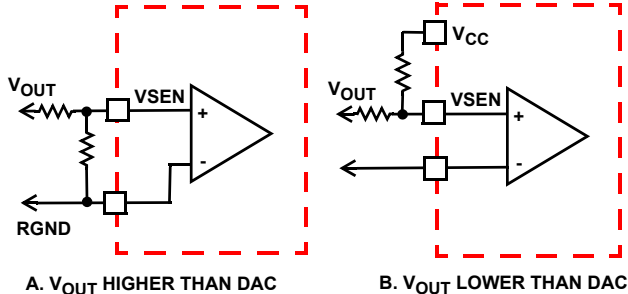 VOUT
VSEN
+
-
RGND
A. VOUT HIGHER THAN DAC
VCC
VOUT
VSEN
+
-
B. VOUT LOWER THAN DAC